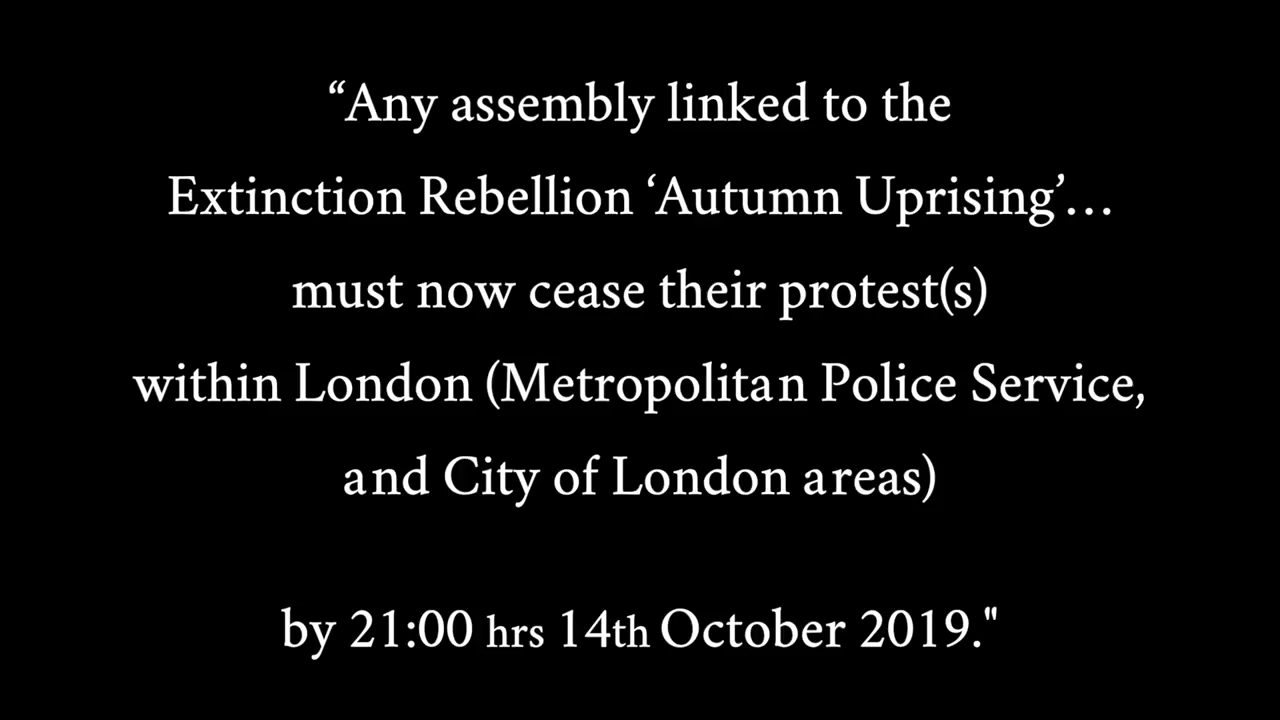 “Any assembly linked to the
Extinction Rebellion ‘Autumn Uprising’…
must now cease their protest(s)
within London (Metropolitan Police Service,
and City of London areas)
by 21:00 hrs 14th October 2019."